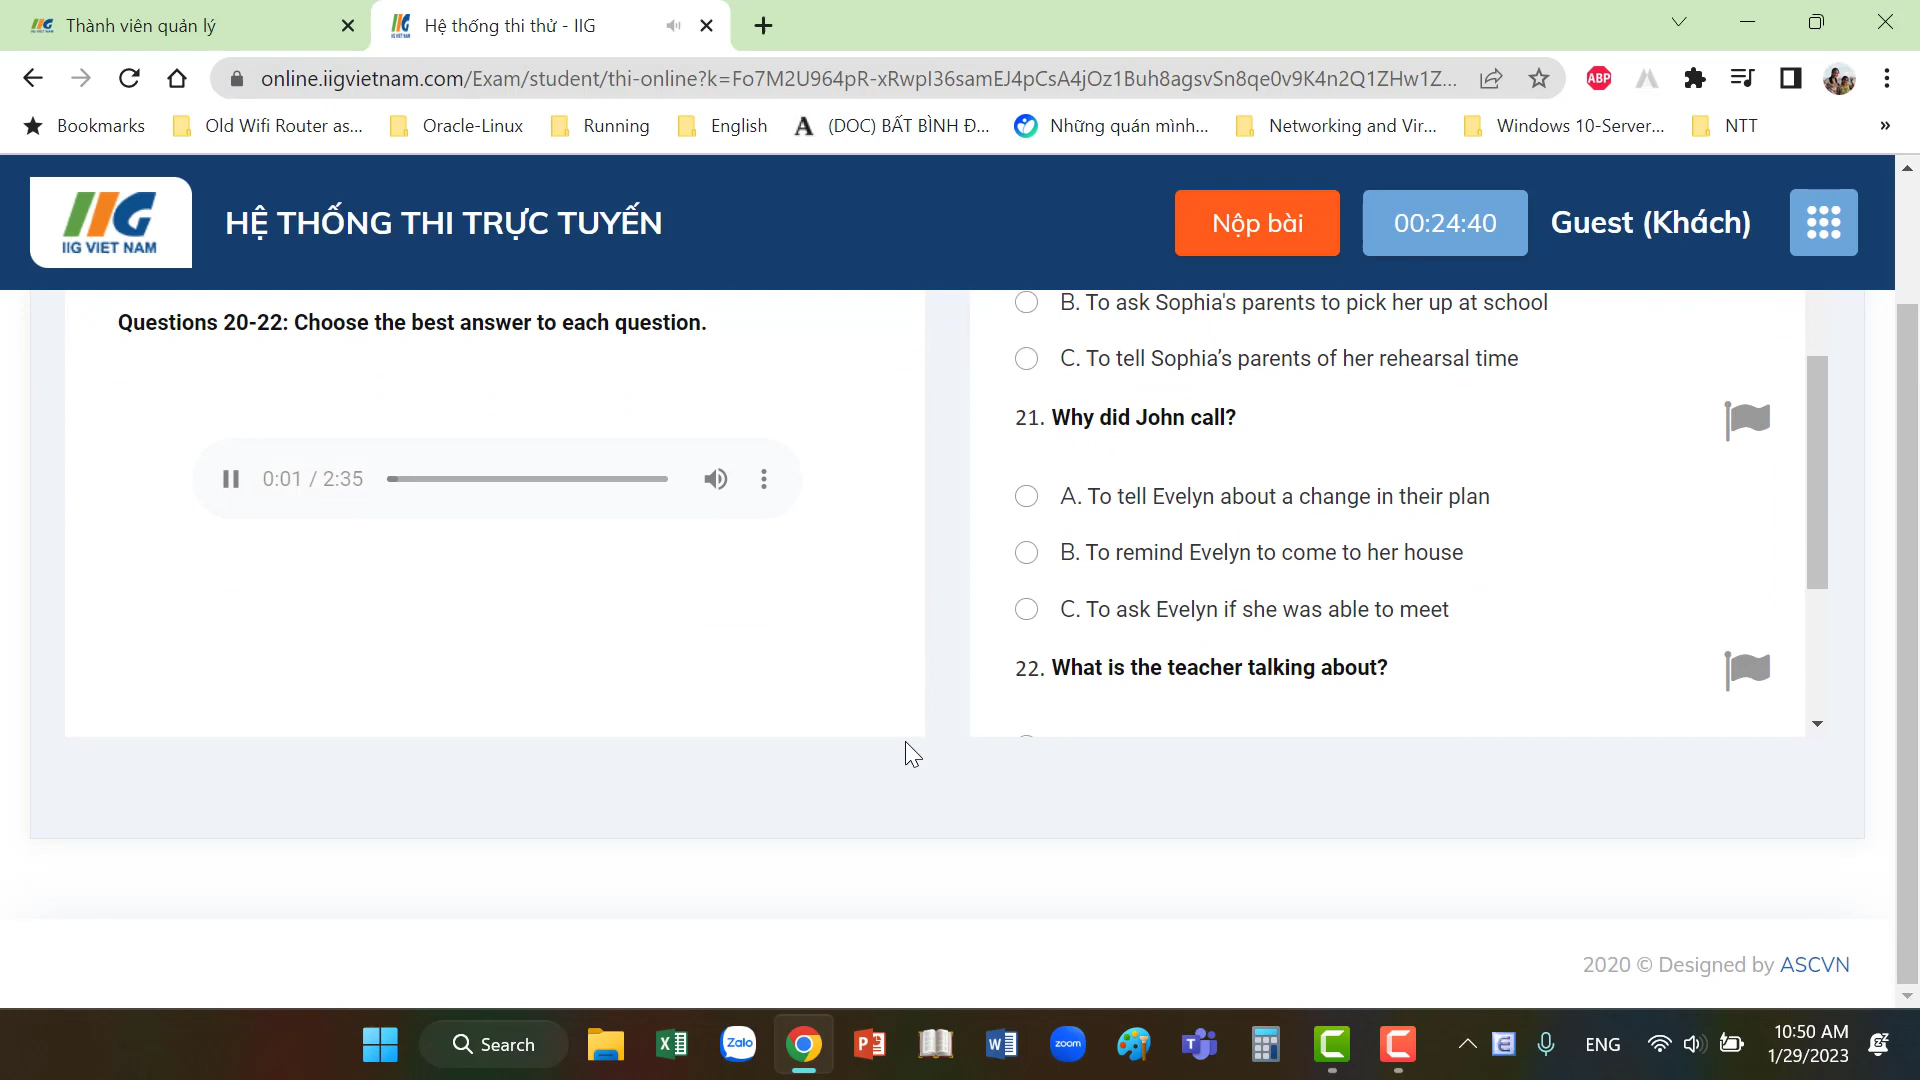 Thành viên quản lý
Hệ thống thi thử - IIG
online.iigvietnam.com/Exam/student/thi-online?k=Fo7M2U964pR-xRwpI36samEJ4pCsA4jOz1Buh8agsvSn8qe0v9K4n2Q1ZHw1Z...
ABP
Bookmarks
Old Wifi Router as...
Oracle-Linux
Running
English
(DOC) BẤT BÌNH Đ...
Những quán mình...
Networking and Vir...
Windows 10-Server...
NTT
»
IIG VIET NAM
HỆ THỐNG THI TRỰC TUYẾN
Nộp bài
00:24:40
Guest (Khách)
Questions 20-22: Choose the best answer to each question.
0:01 / 2:35
B. To ask Sophia's parents to pick her up at school
C. To tell Sophia’s parents of her rehearsal time
21. Why did John call?
A. To tell Evelyn about a change in their plan
B. To remind Evelyn to come to her house
C. To ask Evelyn if she was able to meet
22. What is the teacher talking about?
2020 © Designed by ASCVN
Search
Zalo
zoom
ENG
10:50 AM
1/29/2023